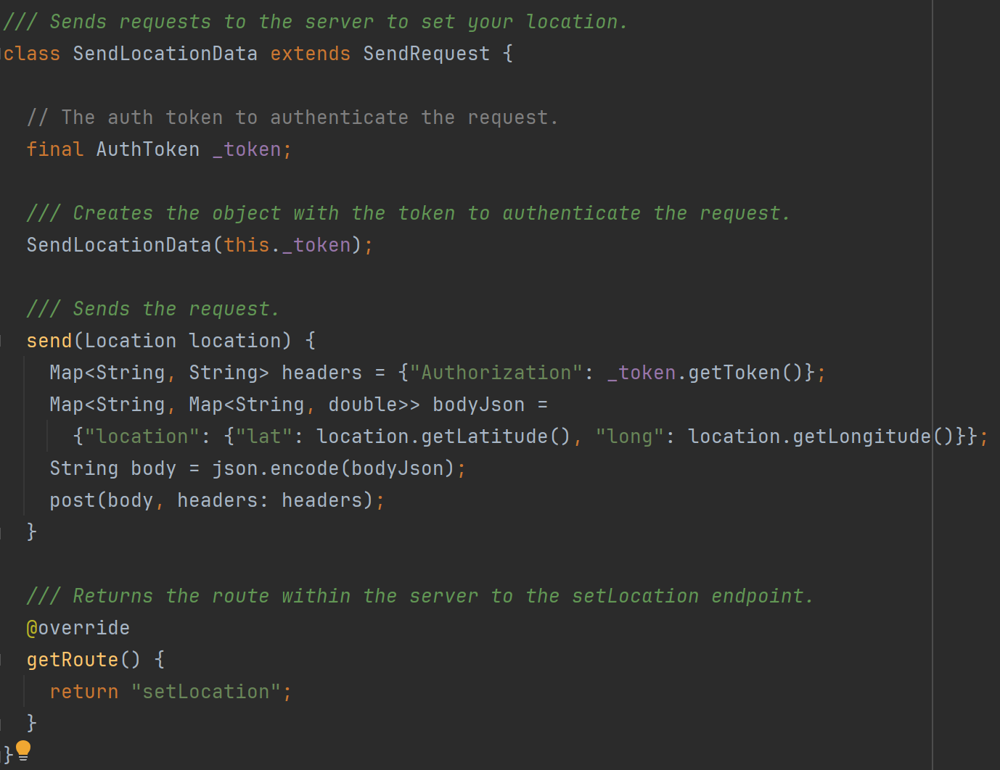 /// Sends requests to the server to set your location.
class SendLocationData extends SendRequest {
// The auth token to authenticate the request.
final AuthToken _token;
/// Creates the object with the token to authenticate the request.
SendLocationData(this._token);
/// Sends the request.
send(Location location) {
Map<String, String> headers = {"Authorization": _token.getToken()};
Map<String, Map<String, double>> bodyJson =
{"location": {"lat": location.getLatitude(), "long": location.getLongitude()}};
String body = json.encode(bodyJson);
post(body, headers: headers);
}
/// Returns the route within the server to the setLocation endpoint.
@override
getRoute() {
return "setLocation";
}
}